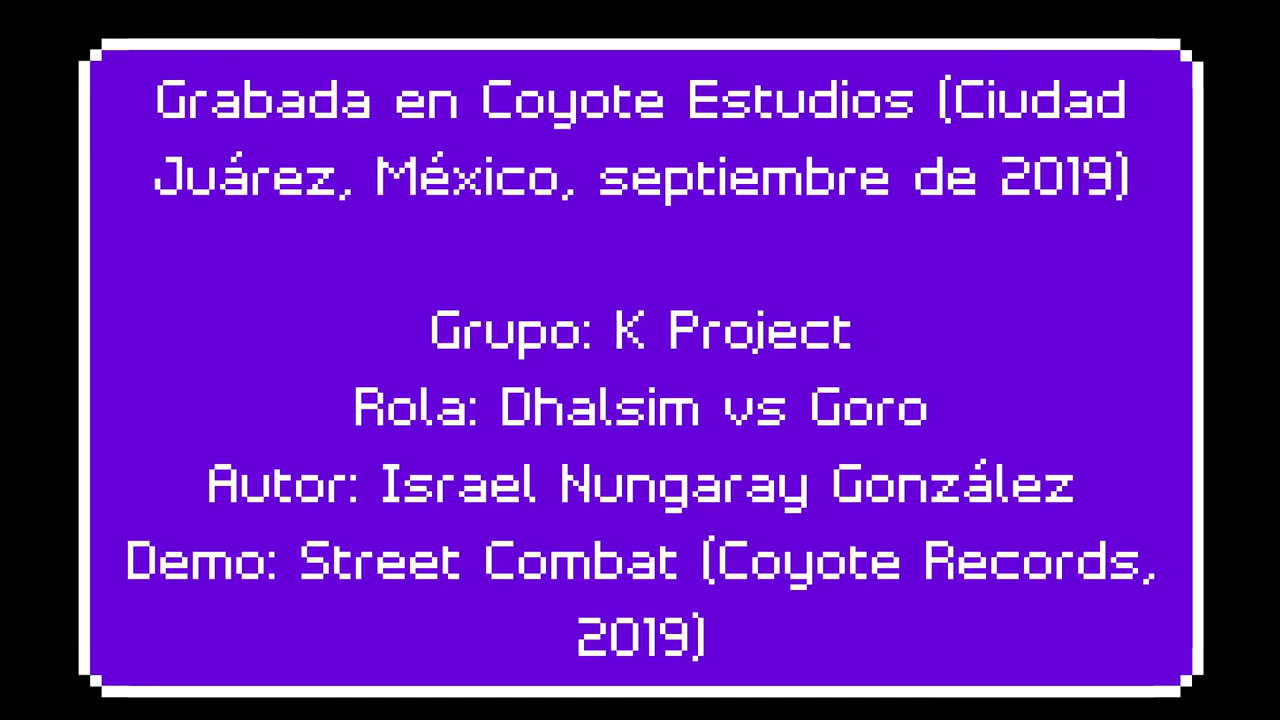 Grabada en Coyote Estudios (Ciudad
Juárez, México, septiembre de 2019)
Grupo: K Project
Rola: Dhalsim vs Goro
Autor: Israel Nungaray González
Demo: Street Combat (Coyote Records,
2019)